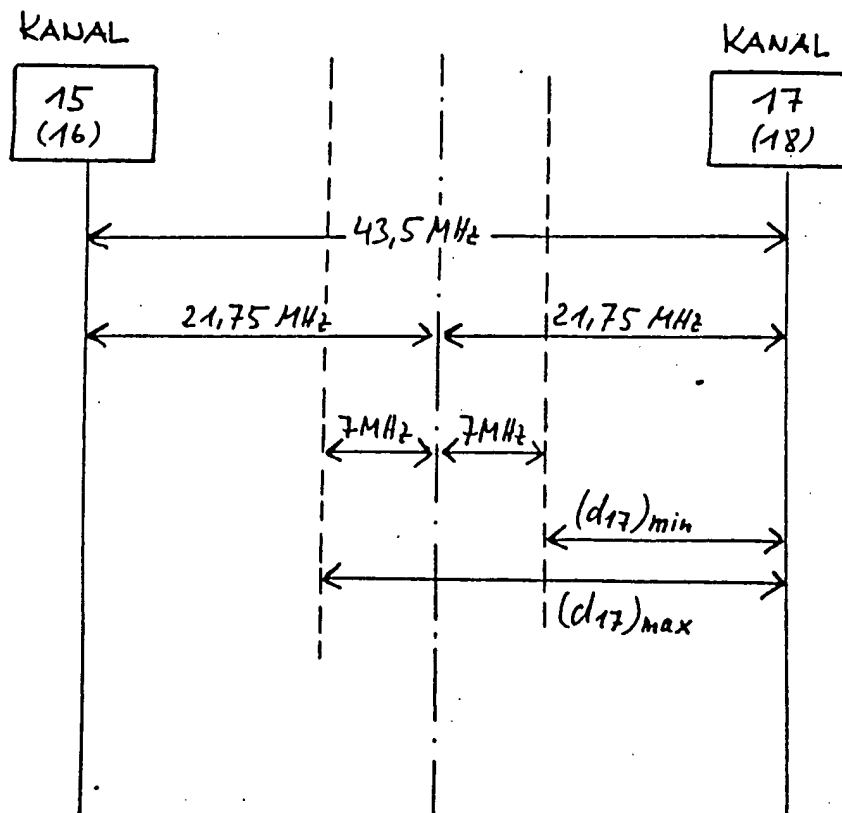 KANAL
15
(16)
KANAL
17
(18)
43,5 MHz
21,75 MHz
21,75 MHz
7MHz
7MHz
(d17)min
(d17)max